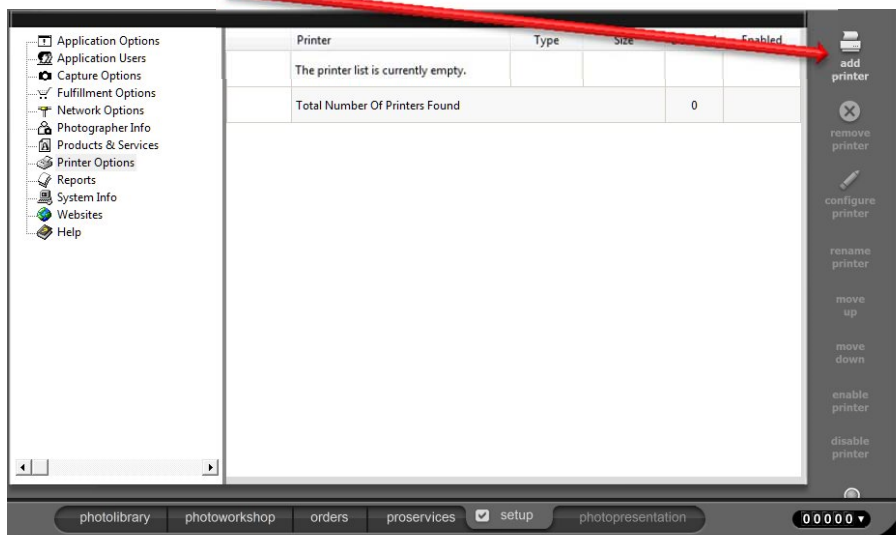 Application Options
Application Users
Capture Options
Fulfillment Options
Network Options
Photographer Info
Products & Services
Printer Options
Reports
System Info
Websites
Help
Printer Type Size Enabled
The printer list is currently empty.
Total Number Of Printers Found 0
add
printer
remove
printer
configure
printer
rename
printer
move
up
move
down
enable
printer
disable
printer
photolibrary photoworkshop orders proservices setup photopresentation 00000